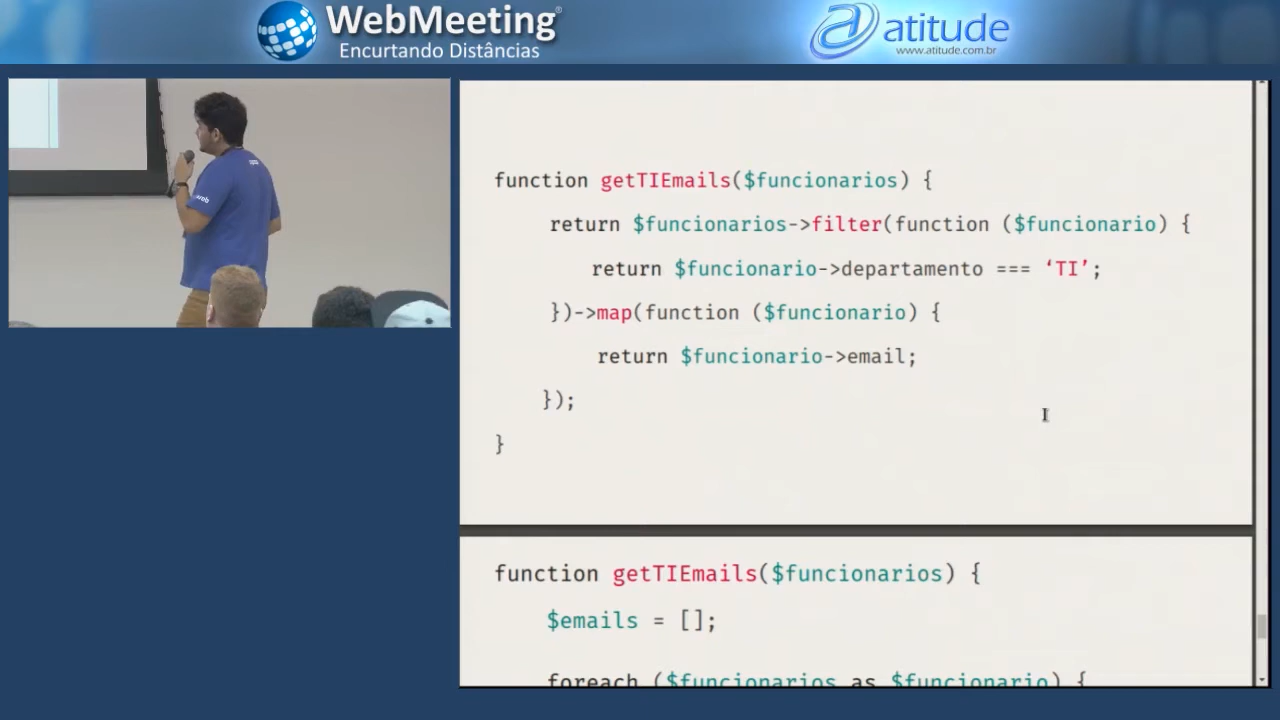 WebMeeting
Encurtando Distâncias
atitude
www.atitude.com.br
function getTIEmails($funcionarios) {
return $funcionarios->filter(function ($funcionario) {
return $funcionario->departamento === ‘TI’;
})->map(function ($funcionario) {
return $funcionario->email;
});
}
function getTIEmails($funcionarios) {
$emails = [];
foreach ($funcionarios as $funcionario) {